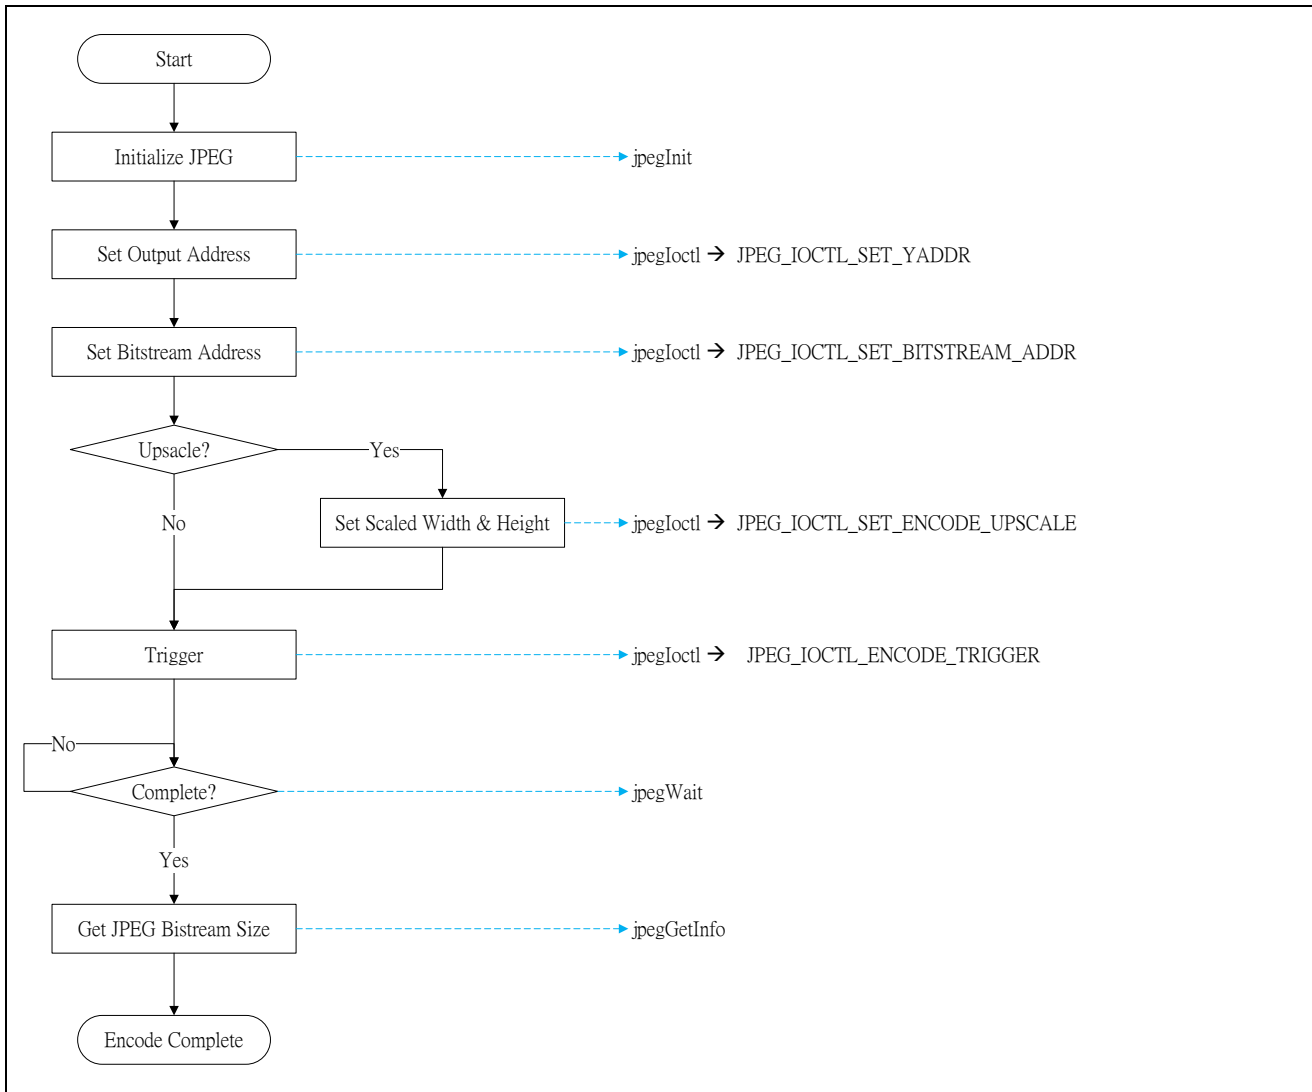 Start
Initialize JPEG
jpegInit
Set Output Address
jpegIoctl → JPEG_IOCTL_SET_YADDR
Set Bitstream Address
jpegIoctl → JPEG_IOCTL_SET_BITSTREAM_ADDR
Upsacle?
Yes
No
Set Scaled Width & Height
jpegIoctl → JPEG_IOCTL_SET_ENCODE_UPSCALE
Trigger
jpegIoctl → JPEG_IOCTL_ENCODE_TRIGGER
No
Complete?
jpegWait
Yes
Get JPEG Bistream Size
jpegGetInfo
Encode Complete